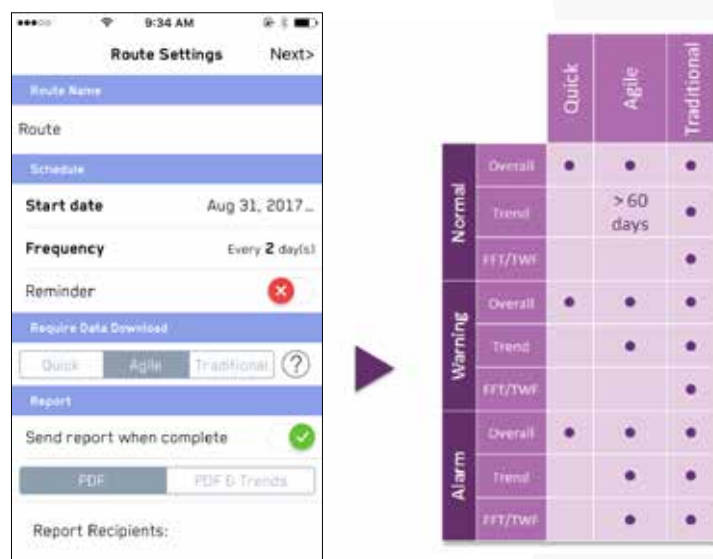 9:34 AM
Route Settings Next>
Route Name
Route
Schedule
Start date Aug 31, 2017...
Frequency Every 2 day(s)
Reminder
Require Data Download
Quick Agile Traditional ?
Report
Send report when complete
PDF PDF & Trends
Report Recipients:
Quick Agile Traditional
Normal
Overall
Trend > 60 days
FFT/TWF
Warning
Overall
Trend
FFT/TWF
Alarm
Overall
Trend
FFT/TWF